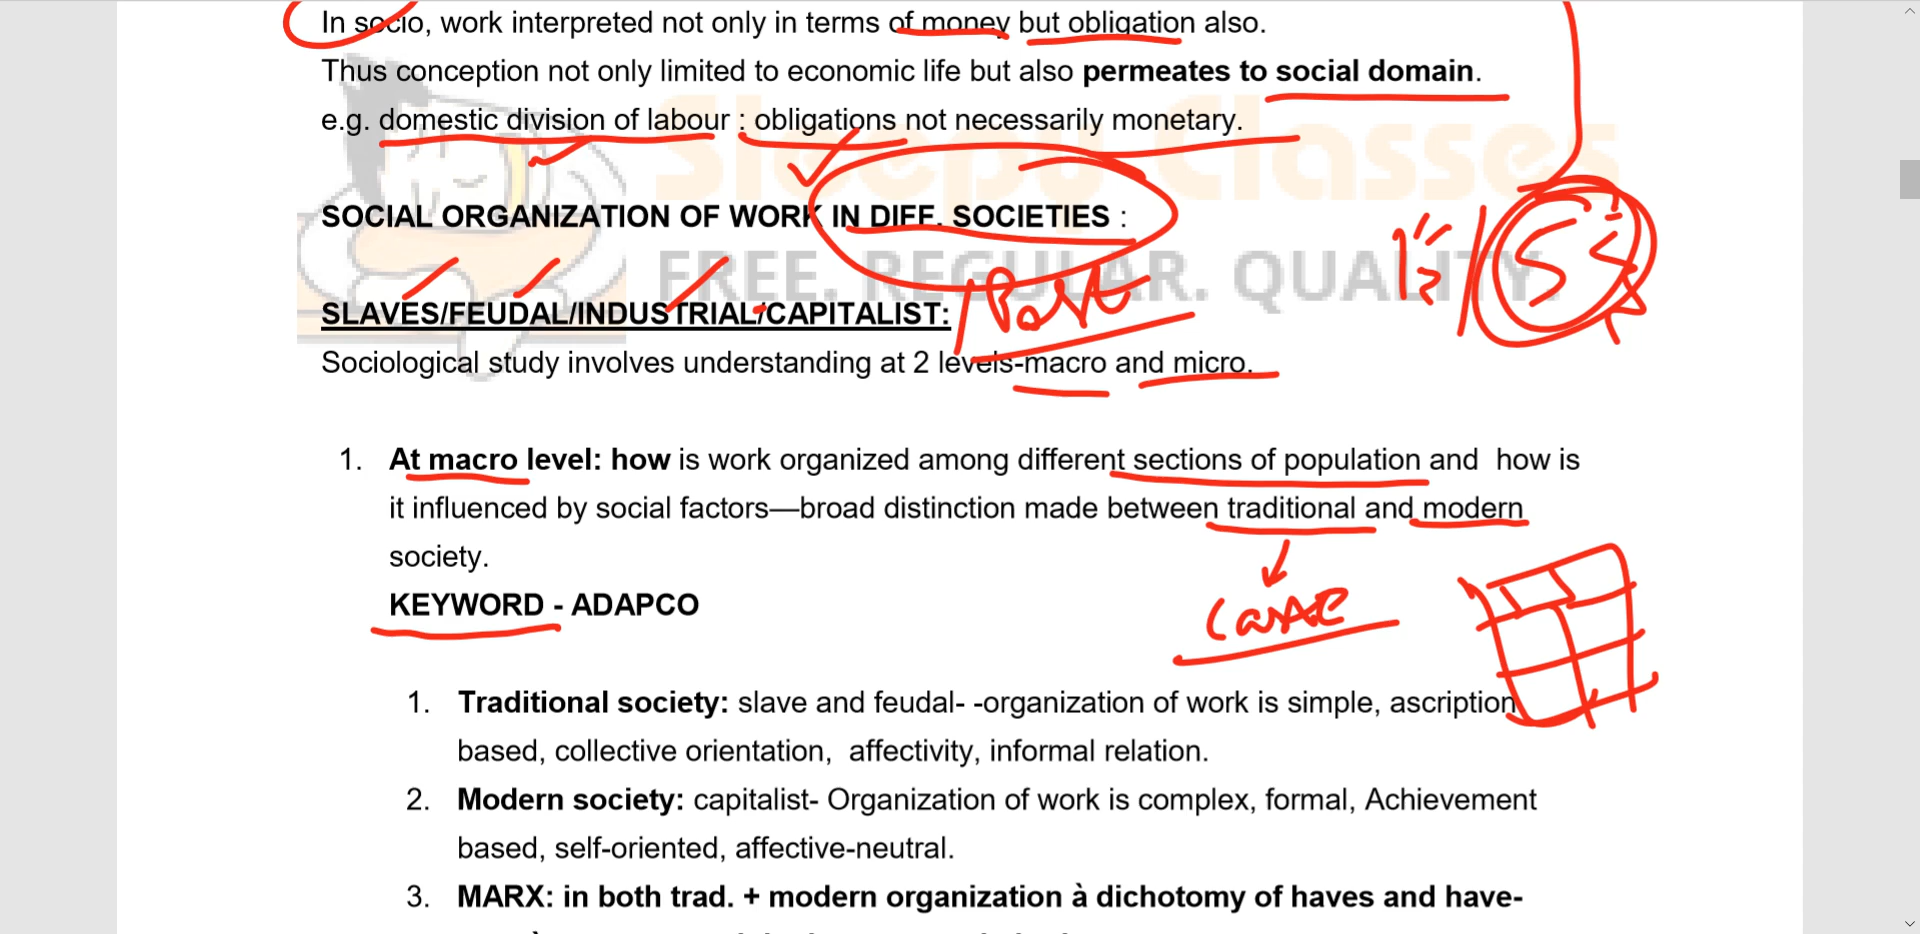 In socio, work interpreted not only in terms of money but obligation also.
Thus conception not only limited to economic life but also permeates to social domain.
e.g. domestic division of labour : obligations not necessarily monetary.
Sleepy Classes
SOCIAL ORGANIZATION OF WORK IN DIFF. SOCIETIES :
FREE. REGULAR. QUALITY.
SLAVES/FEUDAL/INDUSTRIAL/CAPITALIST:
Sociological study involves understanding at 2 levels-macro and micro.
1. At macro level: how is work organized among different sections of population and how is
it influenced by social factors—broad distinction made between traditional and modern
society.
KEYWORD - ADAPCO
Caste
1. Traditional society: slave and feudal- -organization of work is simple, ascription
based, collective orientation, affectivity, informal relation.
2. Modern society: capitalist- Organization of work is complex, formal, Achievement
based, self-oriented, affective-neutral.
3. MARX: in both trad. + modern organization à dichotomy of haves and have-